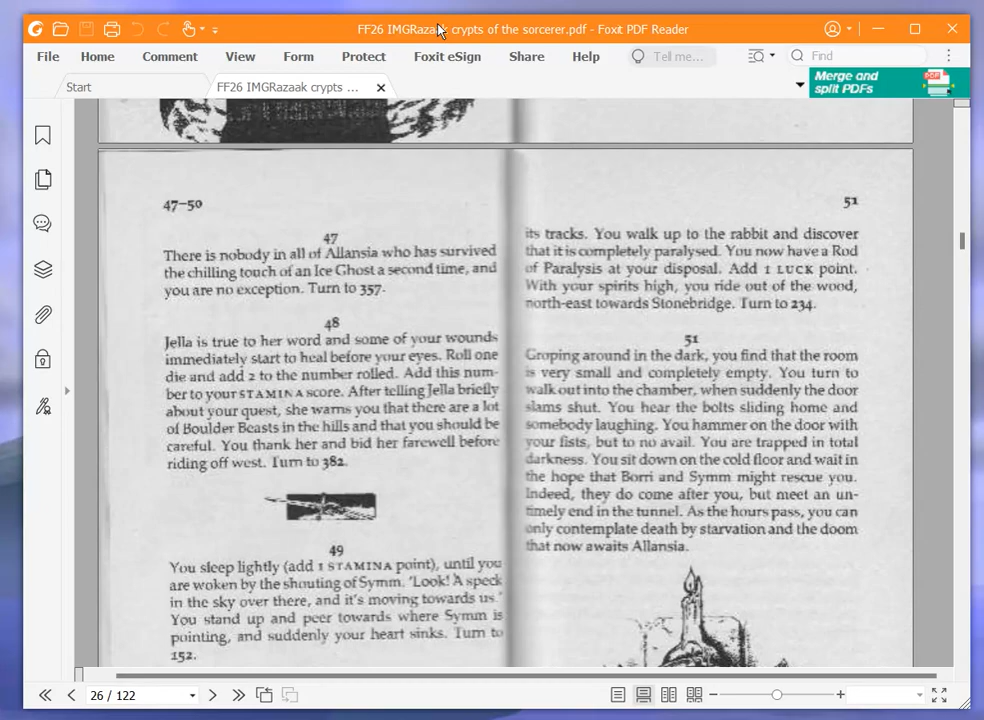 FF26 IMGRazaak crypts of the sorcerer.pdf - Foxit PDF Reader
File Home Comment View Form Protect Foxit eSign Share Help Tell me... Find
Start FF26 IMGRazaak crypts ... Merge and
split PDFs
47–50
47
There is nobody in all of Allansia who has survived
the chilling touch of an Ice Ghost a second time, and
you are no exception. Turn to 357.
48
Jella is true to her word and some of your wounds
immediately start to heal before your eyes. Roll one
die and add 2 to the number rolled. Add this num-
ber to your STAMINA score. After telling Jella briefly
about your quest, she warns you that there are a lot
of Boulder Beasts in the hills and that you should be
careful. You thank her and bid her farewell before
riding off west. Turn to 382.
49
You sleep lightly (add 1 STAMINA point), until you
are woken by the shouting of Symm. 'Look! A speck
in the sky over there, and it's moving towards us.'
You stand up and peer towards where Symm is
pointing, and suddenly your heart sinks. Turn to
152.
51
its tracks. You walk up to the rabbit and discover
that it is completely paralysed. You now have a Rod
of Paralysis at your disposal. Add 1 LUCK point.
With your spirits high, you ride out of the wood,
north-east towards Stonebridge. Turn to 234.
51
Groping around in the dark, you find that the room
is very small and completely empty. You turn to
walk out into the chamber, when suddenly the door
slams shut. You hear the bolts sliding home and
somebody laughing. You hammer on the door with
your fists, but to no avail. You are trapped in total
darkness. You sit down on the cold floor and wait in
the hope that Borri and Symm might rescue you.
Indeed, they do come after you, but meet an un-
timely end in the tunnel. As the hours pass, you can
only contemplate death by starvation and the doom
that now awaits Allansia.
26 / 122